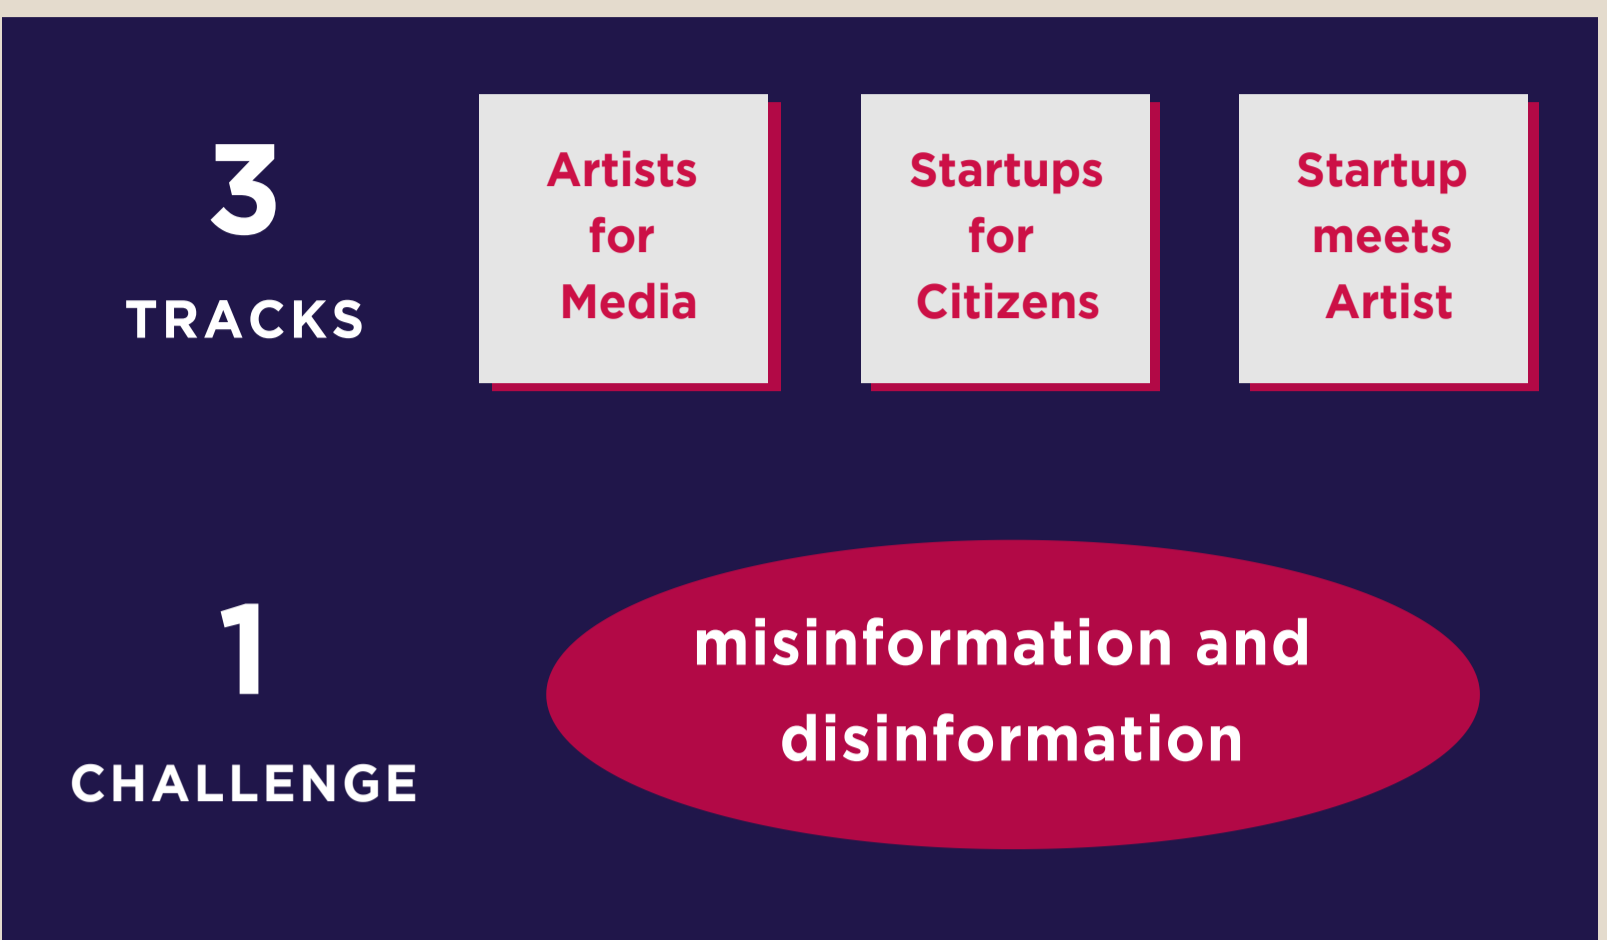 3
TRACKS
Artists
for
Media
Startups
for
Citizens
Startup
meets
Artist
1
CHALLENGE
misinformation and
disinformation